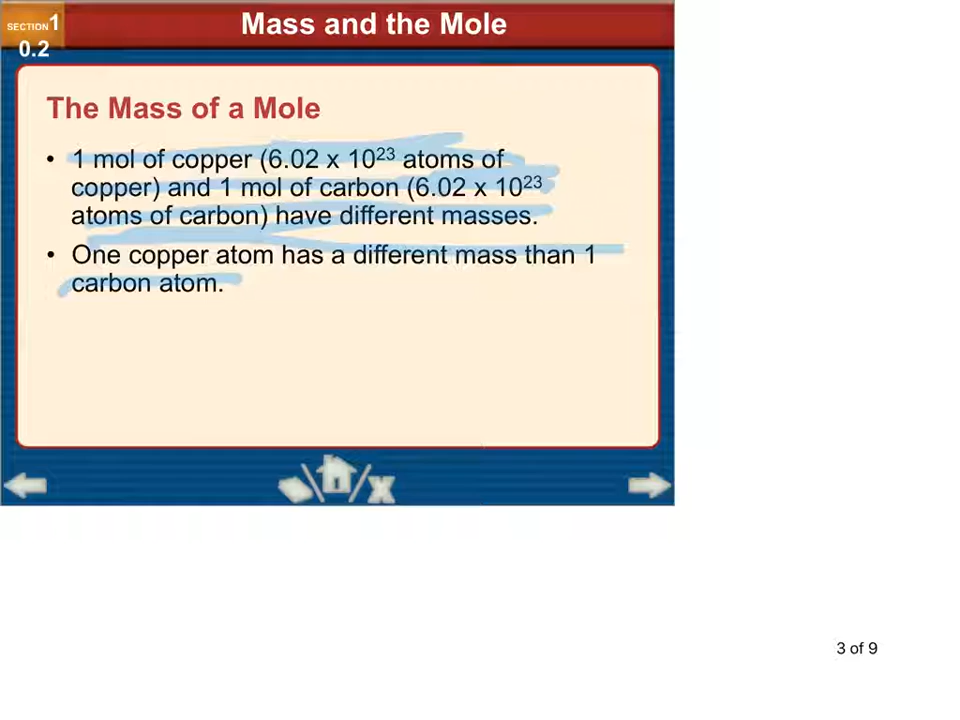 SECTION1
0.2
Mass and the Mole
The Mass of a Mole
• 1 mol of copper (6.02 x 10²³ atoms of
copper) and 1 mol of carbon (6.02 x 10²³
atoms of carbon) have different masses.
• One copper atom has a different mass than 1
carbon atom.
X
3 of 9